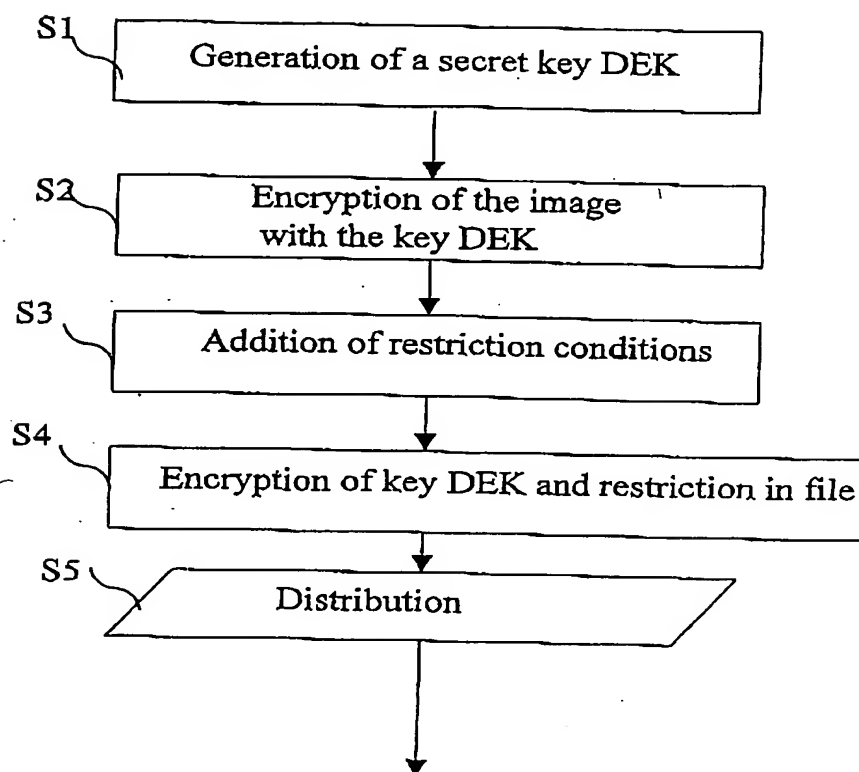 S1
Generation of a secret key DEK
S2
Encryption of the image
with the key DEK
S3
Addition of restriction conditions
S4
Encryption of key DEK and restriction in file
S5
Distribution